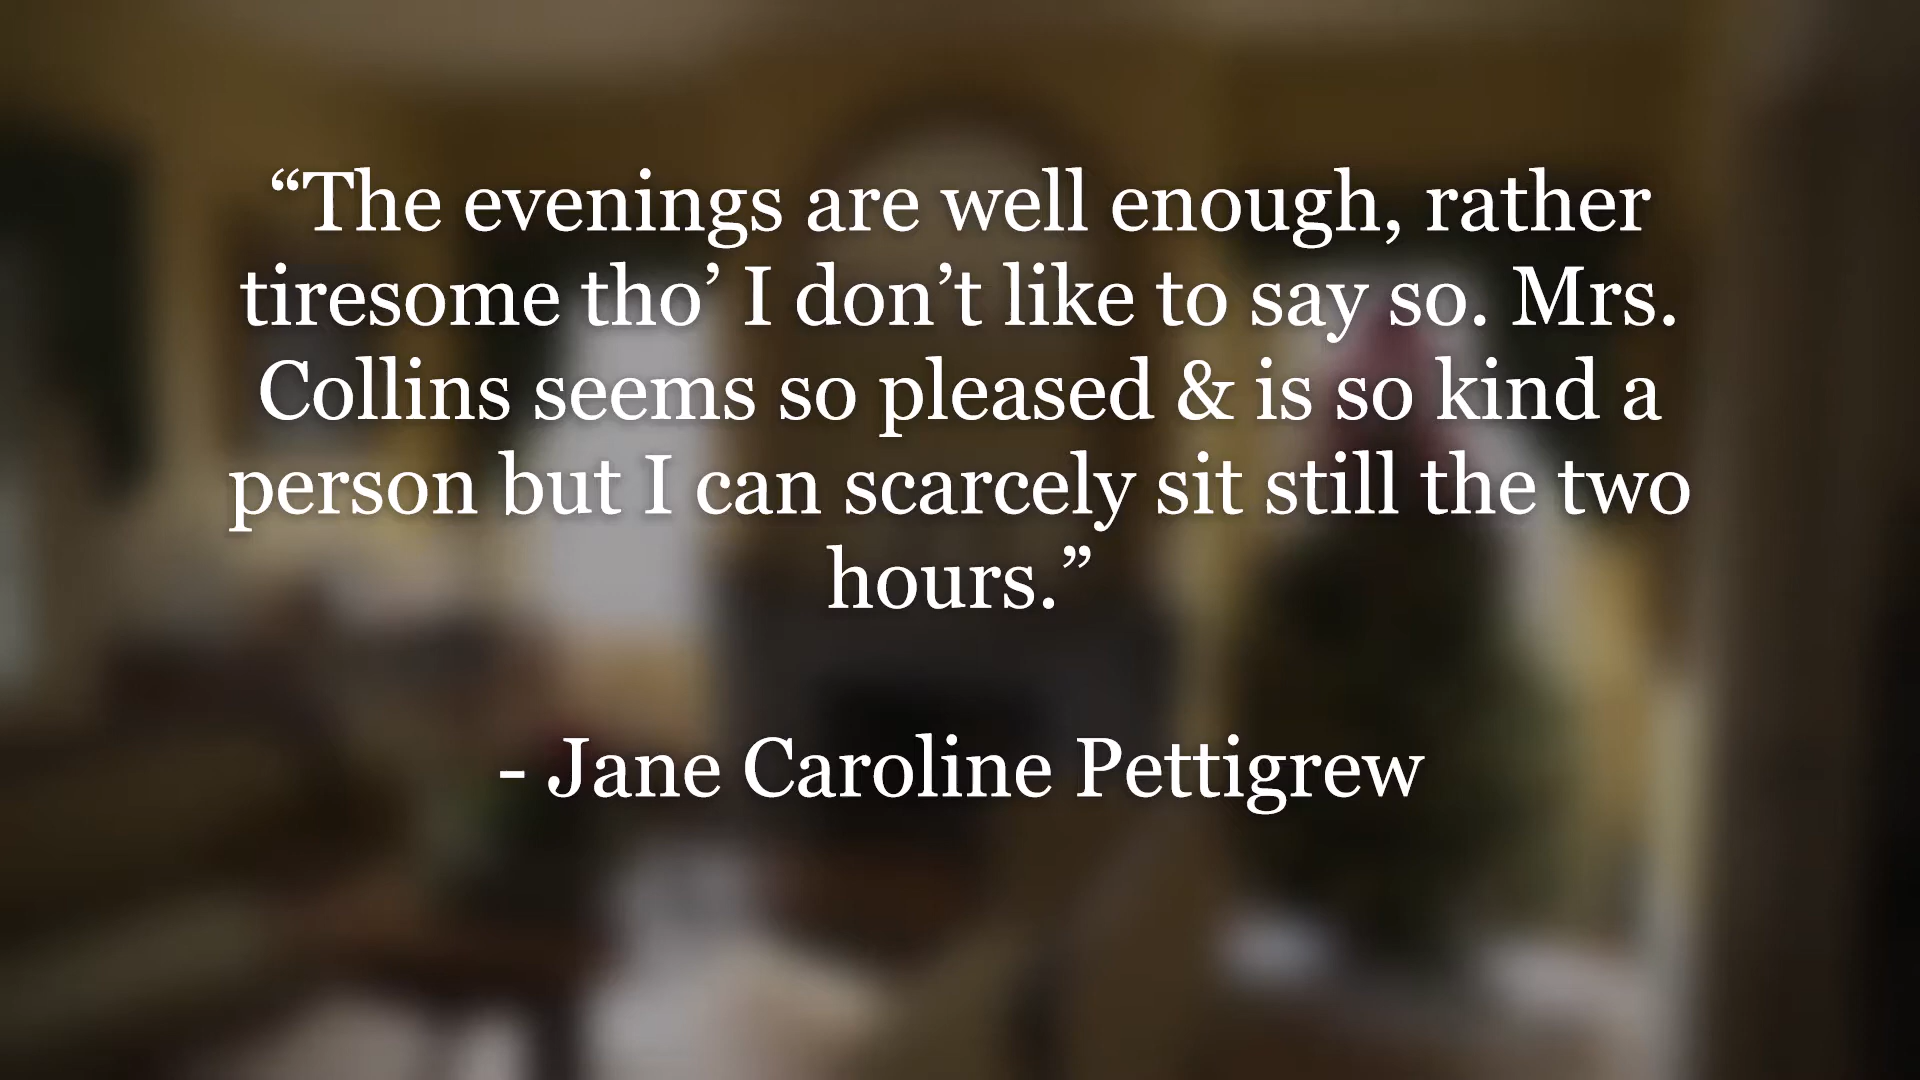 “The evenings are well enough, rather
tiresome tho’ I don’t like to say so. Mrs.
Collins seems so pleased & is so kind a
person but I can scarcely sit still the two
hours.”
- Jane Caroline Pettigrew